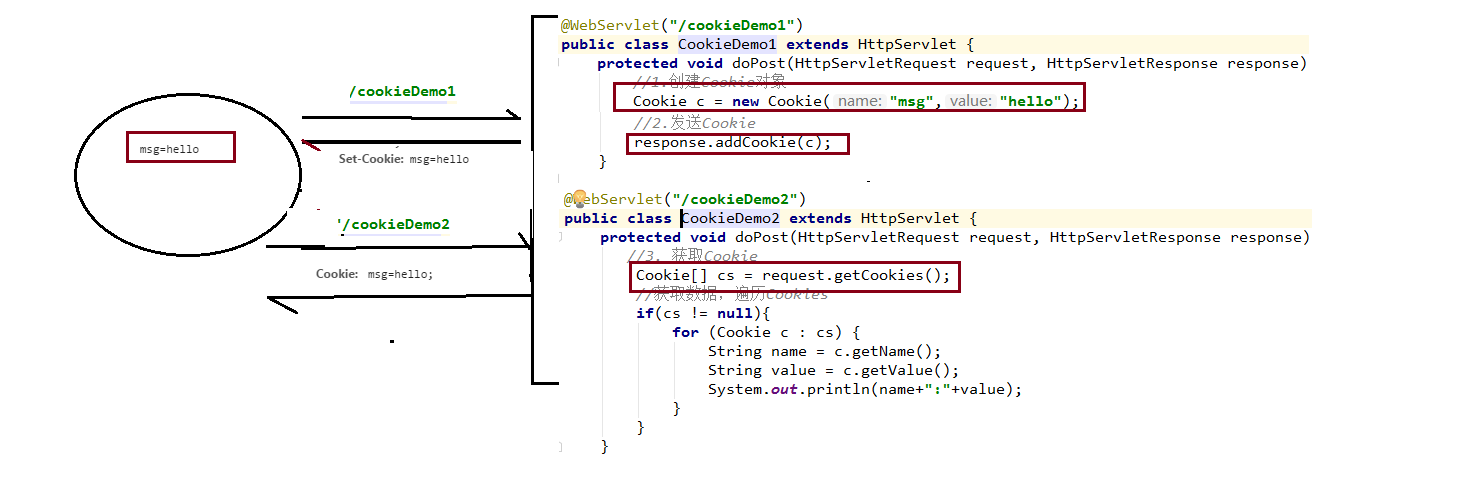 msg=hello
/cookieDemo1
Set-Cookie: msg=hello
'/cookieDemo2
Cookie: msg=hello;
@WebServlet("/cookieDemo1")
public class CookieDemo1 extends HttpServlet {
protected void doPost(HttpServletRequest request, HttpServletResponse response)
//1.创建Cookie对象
Cookie c = new Cookie( name: "msg", value: "hello");
//2.发送Cookie
response.addCookie(c);
}
@WebServlet("/cookieDemo2")
public class CookieDemo2 extends HttpServlet {
protected void doPost(HttpServletRequest request, HttpServletResponse response)
//3. 获取Cookie
Cookie[] cs = request.getCookies();
//获取数据，遍历Cookies
if(cs != null){
for (Cookie c : cs) {
String name = c.getName();
String value = c.getValue();
System.out.println(name+":"+value);
}
}
}